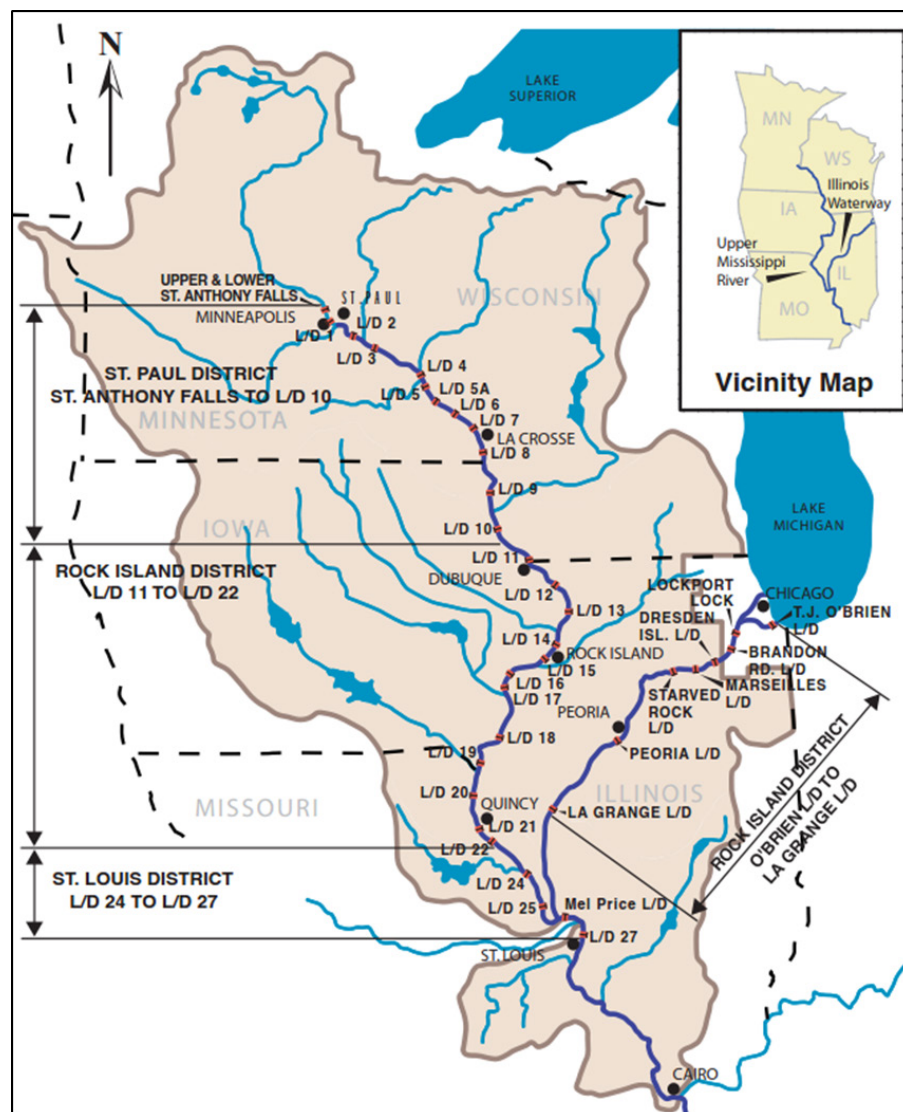 N
LAKE
SUPERIOR
MN
WS
Illinois
Waterway
IA
Upper
Mississippi
River
IL
MO
Vicinity Map
UPPER & LOWER
ST. ANTHONY FALLS
ST. PAUL
MINNEAPOLIS
WISCONSIN
L/D 1
L/D 2
L/D 3
L/D 4
L/D 5
L/D 5A
L/D 6
L/D 7
ST. PAUL DISTRICT
ST. ANTHONY FALLS TO L/D 10
MINNESOTA
LA CROSSE
L/D 8
L/D 9
LAKE
MICHIGAN
IOWA
L/D 10
L/D 11
DUBUQUE
ROCK ISLAND DISTRICT
L/D 11 TO L/D 22
L/D 12
L/D 13
LOCKPORT
LOCK
CHICAGO
T.J. O'BRIEN
L/D
DRESDEN
ISL. L/D
L/D 14
ROCK ISLAND
L/D 15
BRANDON
RD. L/D
L/D 16
L/D 17
STARVED
ROCK
L/D
MARSEILLES
L/D
PEORIA
L/D 18
PEORIA L/D
L/D 19
L/D 20
MISSOURI
QUINCY
ILLINOIS
LA GRANGE L/D
L/D 21
L/D 22
ROCK ISLAND DISTRICT
O'BRIEN L/D TO
LA GRANGE L/D
ST. LOUIS DISTRICT
L/D 24 TO L/D 27
L/D 24
L/D 25
Mel Price L/D
L/D 27
ST. LOUIS
CAIRO